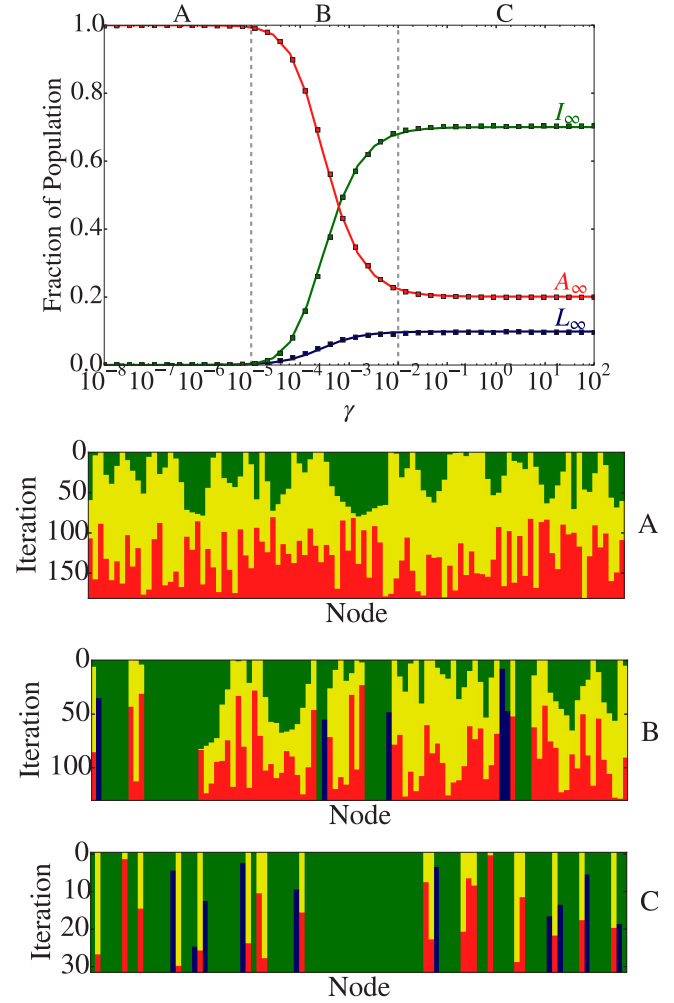 A B C
1.0
0.8
0.6
0.4
0.2
0.0
Fraction of Population
I∞
A∞
L∞
10⁻⁸ 10⁻⁷ 10⁻⁶ 10⁻⁵ 10⁻⁴ 10⁻³ 10⁻² 10⁻¹ 10⁰ 10¹ 10²
γ
0
50
100
150
Iteration
Node
A
0
50
100
Iteration
B
0
10
20
30
Iteration
Node
C